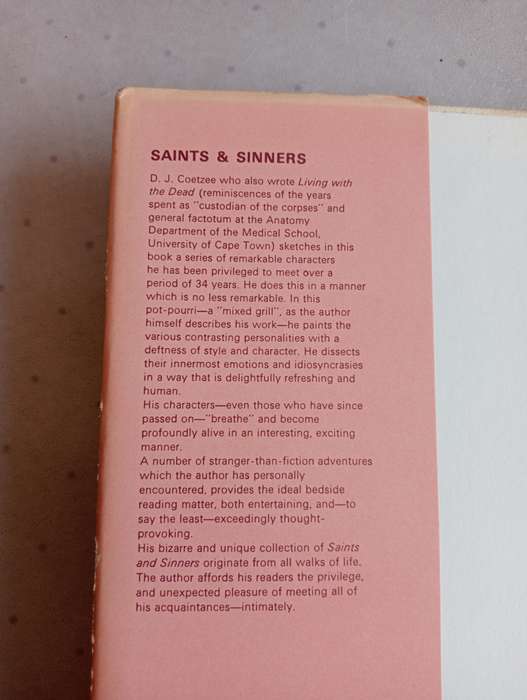 SAINTS & SINNERS
D. J. Coetzee who also wrote Living with
the Dead (reminiscences of the years
spent as "custodian of the corpses" and
general factotum at the Anatomy
Department of the Medical School,
University of Cape Town) sketches in this
book a series of remarkable characters
he has been privileged to meet over a
period of 34 years. He does this in a manner
which is no less remarkable. In this
pot-pourri—a "mixed grill", as the author
himself describes his work—he paints the
various contrasting personalities with a
deftness of style and character. He dissects
their innermost emotions and idiosyncrasies
in a way that is delightfully refreshing and
human.
His characters—even those who have since
passed on—"breathe" and become
profoundly alive in an interesting, exciting
manner.
A number of stranger-than-fiction adventures
which the author has personally
encountered, provides the ideal bedside
reading matter, both entertaining, and—to
say the least—exceedingly thought-
provoking.
His bizarre and unique collection of Saints
and Sinners originate from all walks of life.
The author affords his readers the privilege,
and unexpected pleasure of meeting all of
his acquaintances—intimately.